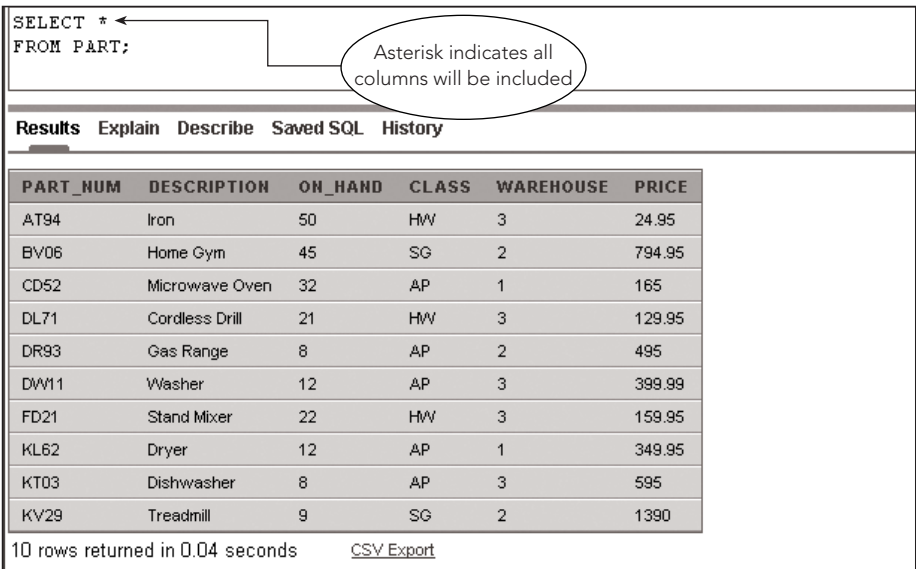 SELECT *
FROM PART;
Asterisk indicates all
columns will be included
Results Explain Describe Saved SQL History
PART_NUM DESCRIPTION ON_HAND CLASS WAREHOUSE PRICE
AT94 Iron 50 HW 3 24.95
BV06 Home Gym 45 SG 2 794.95
CD52 Microwave Oven 32 AP 1 165
DL71 Cordless Drill 21 HW 3 129.95
DR93 Gas Range 8 AP 2 495
DW11 Washer 12 AP 3 399.99
FD21 Stand Mixer 22 HW 3 159.95
KL62 Dryer 12 AP 1 349.95
KT03 Dishwasher 8 AP 3 595
KV29 Treadmill 9 SG 2 1390
10 rows returned in 0.04 seconds CSV Export